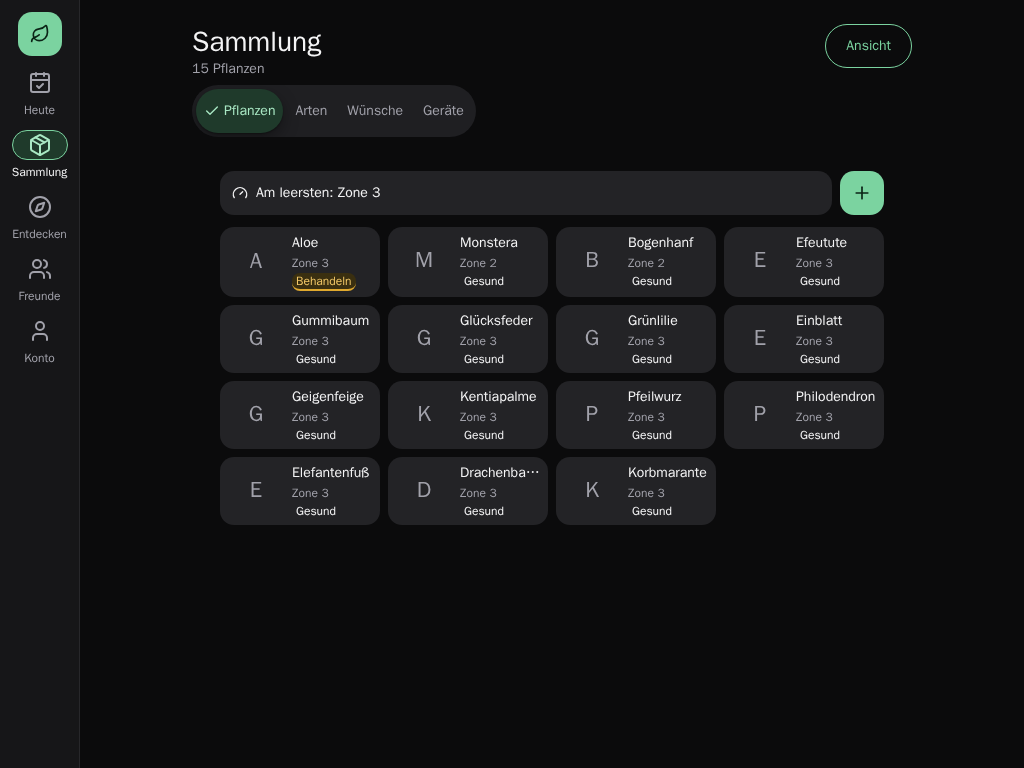 Heute
Sammlung
Entdecken
Freunde
Konto
Sammlung
15 Pflanzen
Ansicht
Pflanzen
Arten
Wünsche
Geräte
Am leersten: Zone 3
A
Aloe
Zone 3
Behandeln
M
Monstera
Zone 2
Gesund
B
Bogenhanf
Zone 2
Gesund
E
Efeutute
Zone 3
Gesund
G
Gummibaum
Zone 3
Gesund
G
Glücksfeder
Zone 3
Gesund
G
Grünlilie
Zone 3
Gesund
E
Einblatt
Zone 3
Gesund
G
Geigenfeige
Zone 3
Gesund
K
Kentiapalme
Zone 3
Gesund
P
Pfeilwurz
Zone 3
Gesund
P
Philodendron
Zone 3
Gesund
E
Elefantenfuß
Zone 3
Gesund
D
Drachenba…
Zone 3
Gesund
K
Korbmarante
Zone 3
Gesund